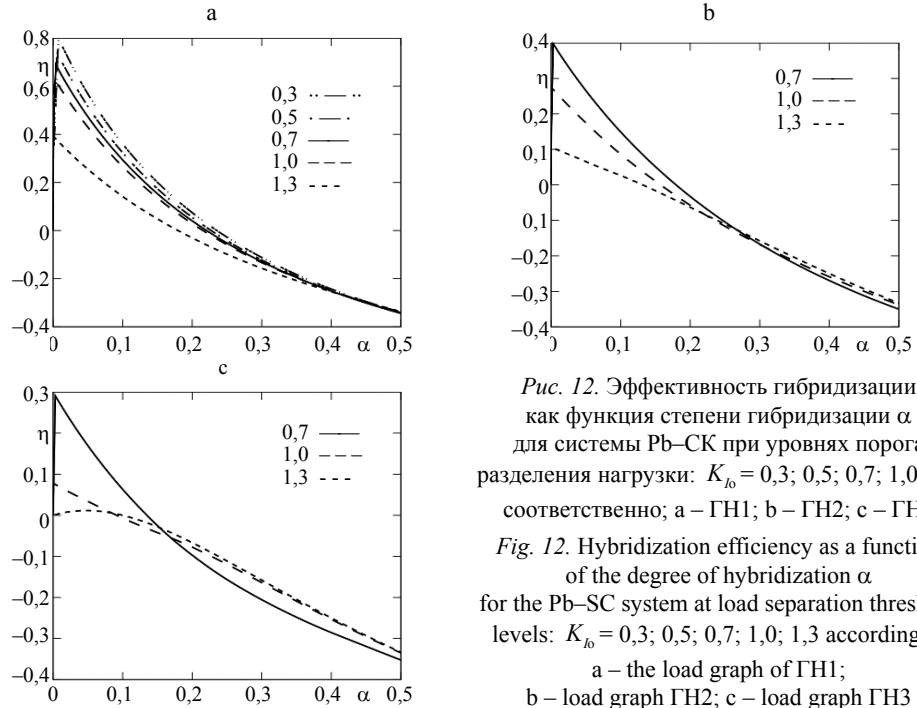 a
0,8
η
0,6
0,4
0,2
0
−0,2
−0,4
0,3
0,5
0,7
1,0
1,3
0 0,1 0,2 0,3 0,4 α 0,5
b
0,4
η
0,2
0,1
0
−0,1
−0,3
−0,4
0,7
1,0
1,3
0 0,1 0,2 0,3 0,4 α 0,5
c
0,3
η
0,1
0
−0,1
0,3
−0,3
−0,4
0,7
1,0
1,3
0 0,1 0,2 0,3 0,4 α 0,5
Рис. 12. Эффективность гибридизации
как функция степени гибридизации α
для системы Pb–СК при уровнях порога
разделения нагрузки: K_Io = 0,3; 0,5; 0,7; 1,0
соответственно; a – ГН1; b – ГН2; c – ГН
Fig. 12. Hybridization efficiency as a functi
of the degree of hybridization α
for the Pb–SC system at load separation thresh
levels: K_Io = 0,3; 0,5; 0,7; 1,0; 1,3 according
a – the load graph of ГН1;
b – load graph ГН2; c – load graph ГН3